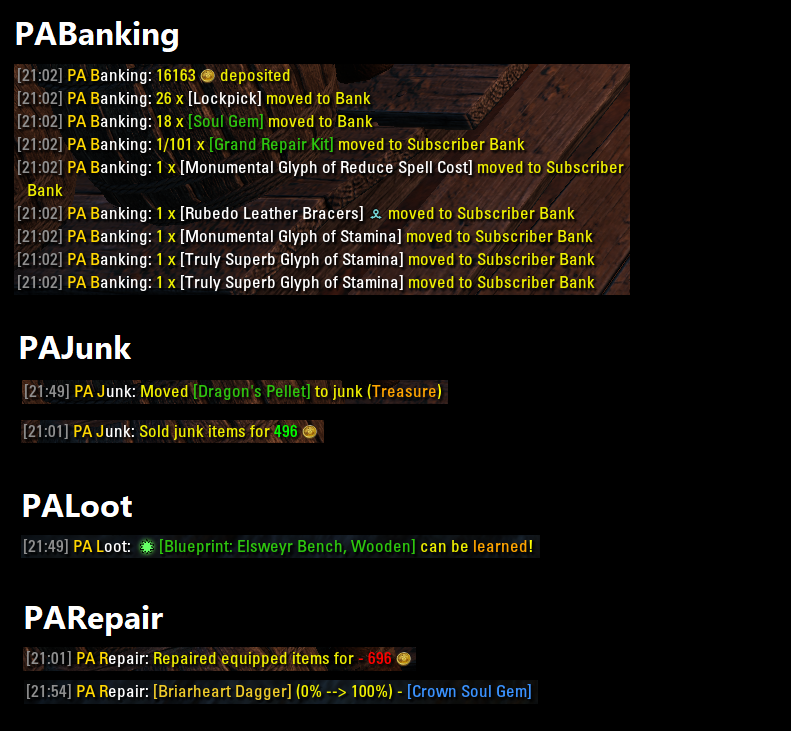 PABanking
[21:02] PA Banking: 16163 deposited
[21:02] PA Banking: 26 x [Lockpick] moved to Bank
[21:02] PA Banking: 18 x [Soul Gem] moved to Bank
[21:02] PA Banking: 1/101 x [Grand Repair Kit] moved to Subscriber Bank
[21:02] PA Banking: 1 x [Monumental Glyph of Reduce Spell Cost] moved to Subscriber
Bank
[21:02] PA Banking: 1 x [Rubedo Leather Bracers] moved to Subscriber Bank
[21:02] PA Banking: 1 x [Monumental Glyph of Stamina] moved to Subscriber Bank
[21:02] PA Banking: 1 x [Truly Superb Glyph of Stamina] moved to Subscriber Bank
[21:02] PA Banking: 1 x [Truly Superb Glyph of Stamina] moved to Subscriber Bank
PAJunk
[21:49] PA Junk: Moved [Dragon's Pellet] to junk (Treasure)
[21:01] PA Junk: Sold junk items for 496
PALoot
[21:49] PA Loot: [Blueprint: Elsweyr Bench, Wooden] can be learned!
PARepair
[21:01] PA Repair: Repaired equipped items for - 696
[21:54] PA Repair: [Briarheart Dagger] (0% --> 100%) - [Crown Soul Gem]